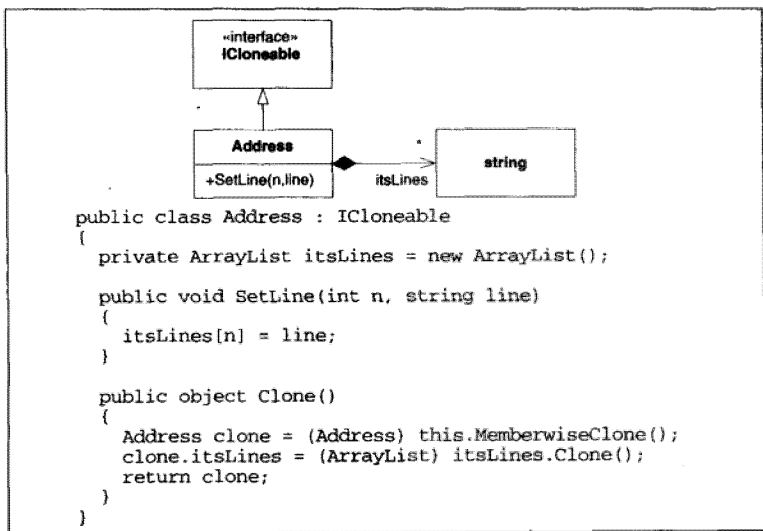 «interface»
ICloneable
Address
+SetLine(n,line)
*
itsLines
string
public class Address : ICloneable
{
private ArrayList itsLines = new ArrayList();
public void SetLine(int n, string line)
{
itsLines[n] = line;
}
public object Clone()
{
Address clone = (Address) this.MemberwiseClone();
clone.itsLines = (ArrayList) itsLines.Clone();
return clone;
}
}